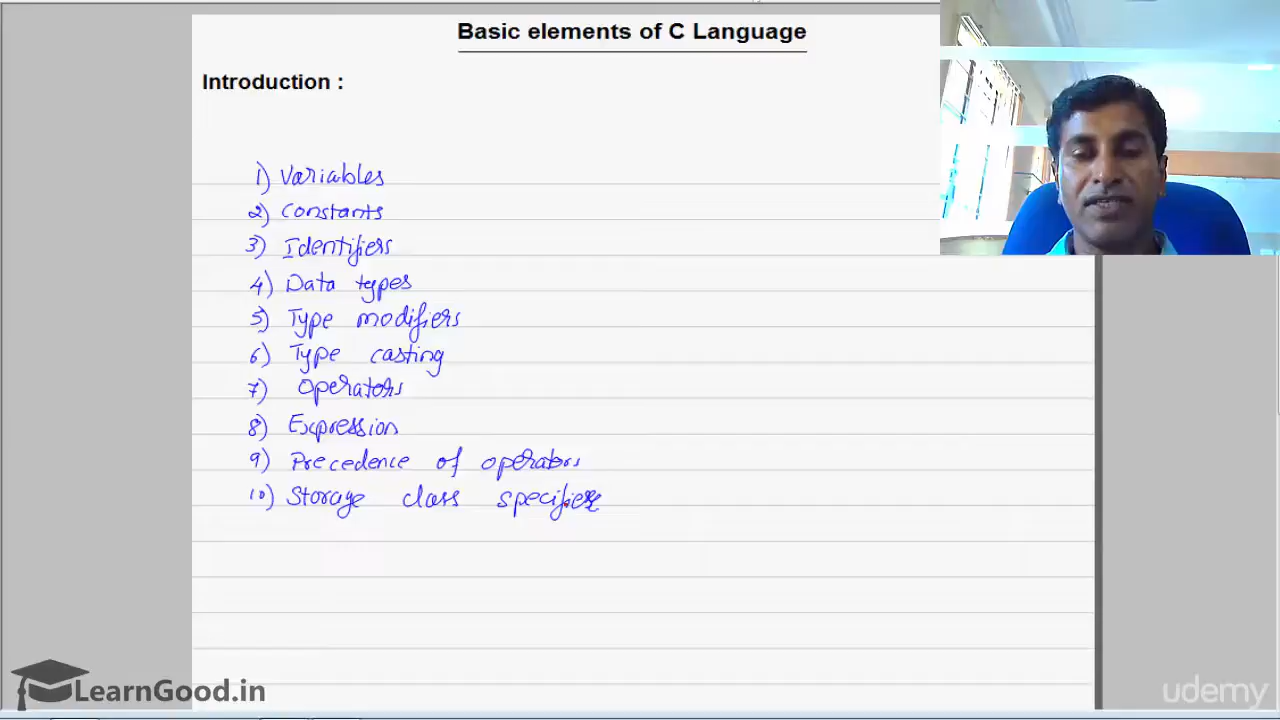 Basic elements of C Language
Introduction :
1) Variables
2) Constants
3) Identifiers
4) Data types
5) Type modifiers
6) Type casting
7) Operators
8) Expression
9) Precedence of operators
10) Storage class specifiers
LearnGood.in
udemy